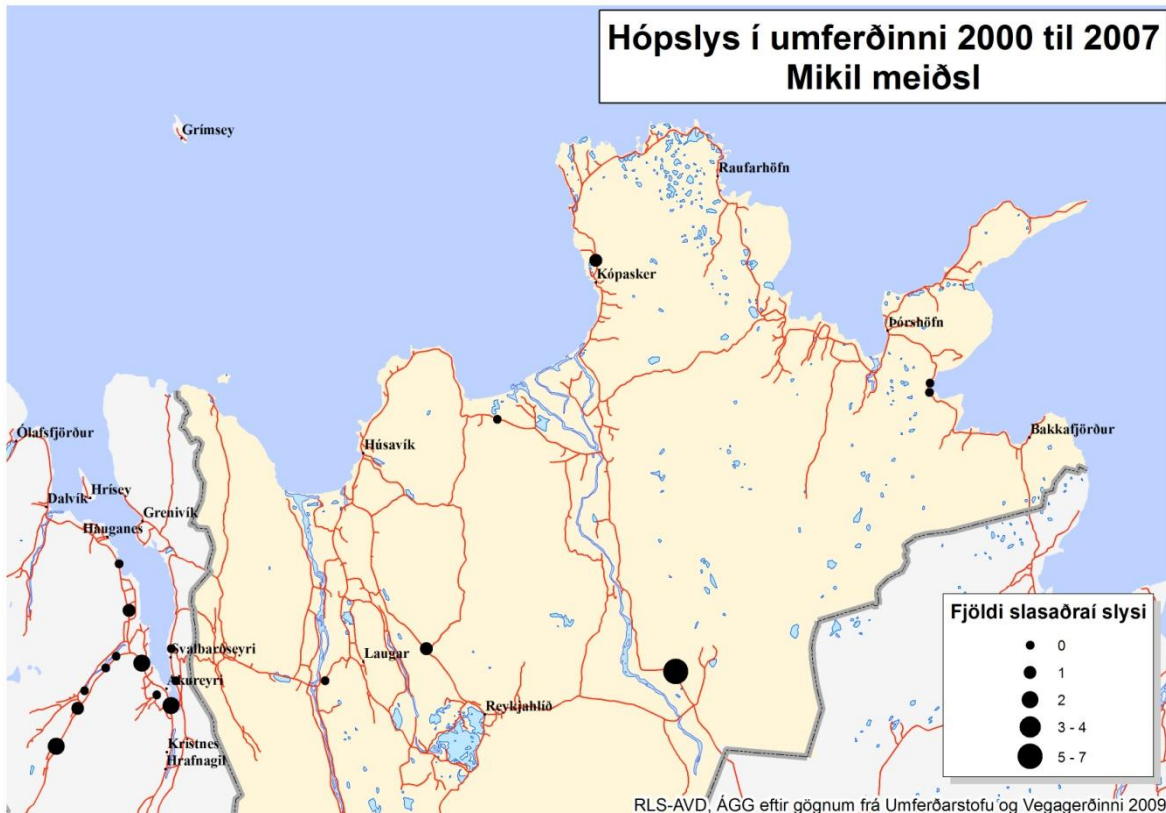 Hópslys í umferðinni 2000 til 2007
Mikil meiðsl
Grímsey
Raufarhöfn
Kópasker
Þórshöfn
Ólafsfjörður
Húsavík
Bakkafjörður
Hrísey
Dalvík
Grenivík
Hauganes
Svalbarðseyri
Laugar
Akureyri
Reykjahlíð
Kristnes
Hrafnagil
Fjöldi slasaðraí slysi
0
1
2
3 - 4
5 - 7
RLS-AVD, ÁGG eftir gögnum frá Umferðarstofu og Vegagerðinni 2009